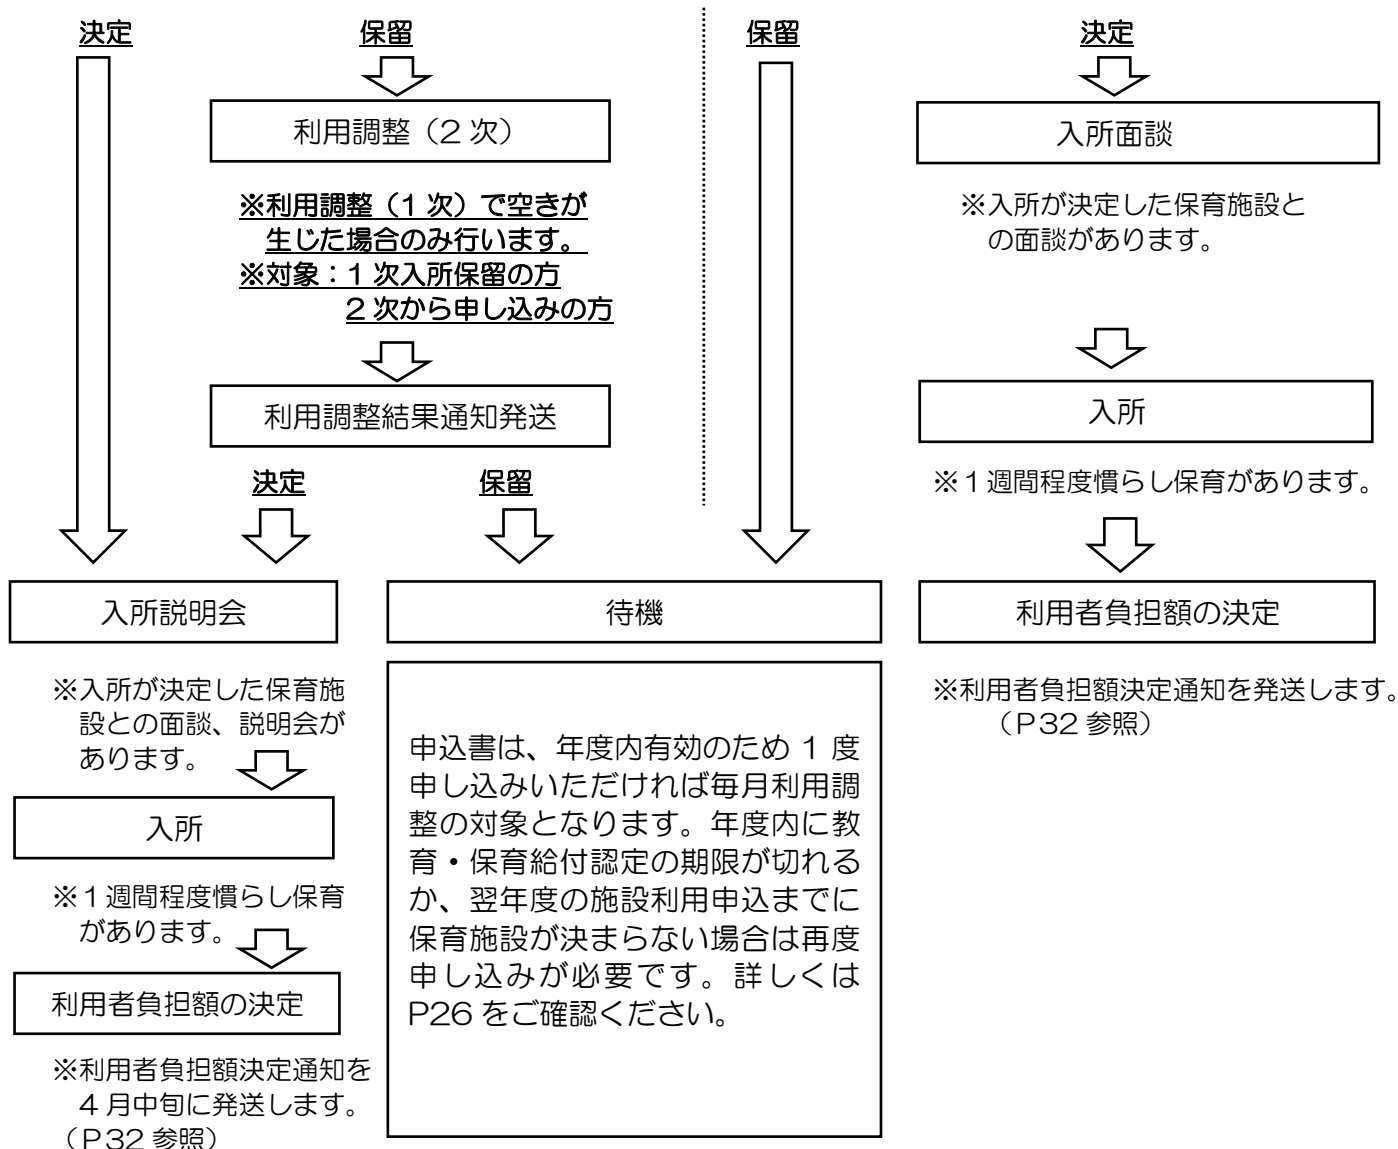 決定
保留
利用調整（2 次）
※利用調整（1 次）で空きが
生じた場合のみ行います。
※対象：1 次入所保留の方
2 次から申し込みの方
利用調整結果通知発送
決定
保留
入所説明会
※入所が決定した保育施
設との面談、説明会が
あります。
入所
※１週間程度慣らし保育
があります。
利用者負担額の決定
※利用者負担額決定通知を
4 月中旬に発送します。
（P32 参照）
保留
待機
申込書は、年度内有効のため 1 度
申し込みいただければ毎月利用調
整の対象となります。年度内に教
育・保育給付認定の期限が切れる
か、翌年度の施設利用申込までに
保育施設が決まらない場合は再度
申し込みが必要です。詳しくは
P26 をご確認ください。
決定
入所面談
※入所が決定した保育施設と
の面談があります。
入所
※１週間程度慣らし保育があります。
利用者負担額の決定
※利用者負担額決定通知を発送します。
（P32 参照）